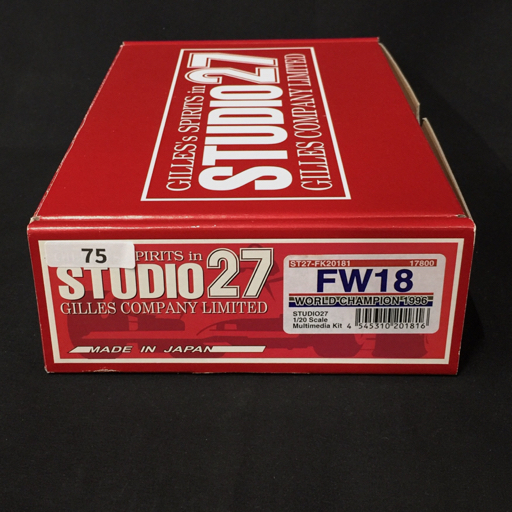 GILLES's SPIRITS in
STUDIO27
GILLES COMPANY LIMITED
75
SPIRITS in
STUDIO27
GILLES COMPANY LIMITED
MADE IN JAPAN
ST27-FK20181 17800
FW18
WORLD CHAMPION 1996
STUDIO27
1/20 Scale
Multimedia Kit 4 545310 201816